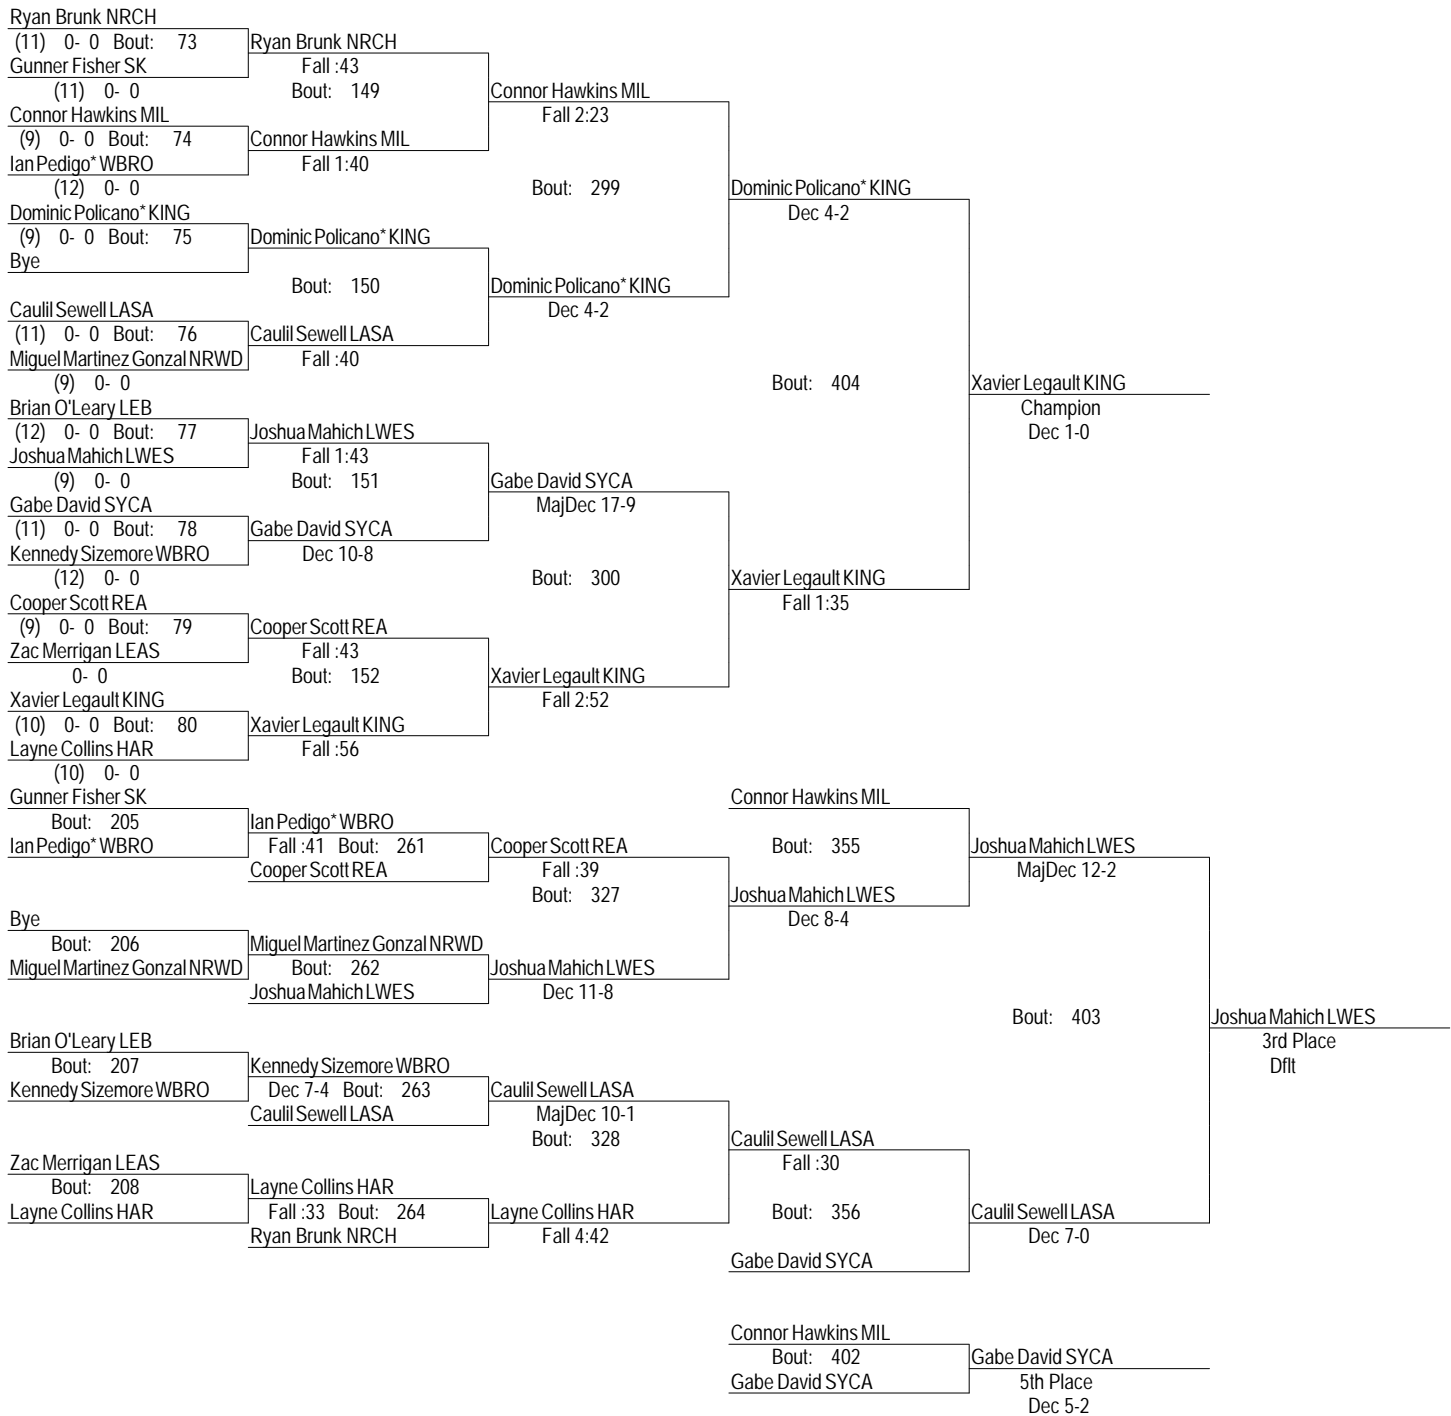 Ryan Brunk NRCH
(11) 0- 0 Bout: 73 Ryan Brunk NRCH
Gunner Fisher SK Fall :43
(11) 0- 0 Bout: 149 Connor Hawkins MIL
Connor Hawkins MIL Fall 2:23
(9) 0- 0 Bout: 74 Connor Hawkins MIL
Ian Pedigo* WBRO Fall 1:40
(12) 0- 0 Bout: 299 Dominic Policano* KING
Dominic Policano* KING Dec 4-2
(9) 0- 0 Bout: 75 Dominic Policano* KING
Bye
Bout: 150 Dominic Policano* KING
Caulil Sewell LASA Dec 4-2
(11) 0- 0 Bout: 76 Caulil Sewell LASA
Miguel Martinez Gonzal NRWD Fall :40
(9) 0- 0 Bout: 404 Xavier Legault KING
Brian O'Leary LEB Champion
(12) 0- 0 Bout: 77 Joshua Mahich LWES Dec 1-0
Joshua Mahich LWES Fall 1:43
(9) 0- 0 Bout: 151 Gabe David SYCA
Gabe David SYCA MajDec 17-9
(11) 0- 0 Bout: 78 Gabe David SYCA
Kennedy Sizemore WBRO Dec 10-8
(12) 0- 0 Bout: 300 Xavier Legault KING
Cooper Scott REA Fall 1:35
(9) 0- 0 Bout: 79 Cooper Scott REA
Zac Merrigan LEAS Fall :43
0- 0 Bout: 152 Xavier Legault KING
Xavier Legault KING Fall 2:52
(10) 0- 0 Bout: 80 Xavier Legault KING
Layne Collins HAR Fall :56
(10) 0- 0
Gunner Fisher SK Connor Hawkins MIL
Bout: 205 Ian Pedigo* WBRO
Ian Pedigo* WBRO Fall :41 Bout: 261 Cooper Scott REA Bout: 355 Joshua Mahich LWES
Cooper Scott REA Fall :39 MajDec 12-2
Bout: 327 Joshua Mahich LWES
Bye Dec 8-4
Bout: 206 Miguel Martinez Gonzal NRWD
Miguel Martinez Gonzal NRWD Bout: 262 Joshua Mahich LWES
Joshua Mahich LWES Dec 11-8
Bout: 403 Joshua Mahich LWES
Brian O'Leary LEB 3rd Place
Bout: 207 Kennedy Sizemore WBRO Dflt
Kennedy Sizemore WBRO Dec 7-4 Bout: 263 Caulil Sewell LASA
Caulil Sewell LASA MajDec 10-1
Bout: 328 Caulil Sewell LASA
Zac Merrigan LEAS Fall :30
Bout: 208 Layne Collins HAR
Layne Collins HAR Fall :33 Bout: 264 Layne Collins HAR Bout: 356 Caulil Sewell LASA
Ryan Brunk NRCH Fall 4:42 Dec 7-0
Gabe David SYCA
Connor Hawkins MIL
Bout: 402 Gabe David SYCA
Gabe David SYCA 5th Place
Dec 5-2